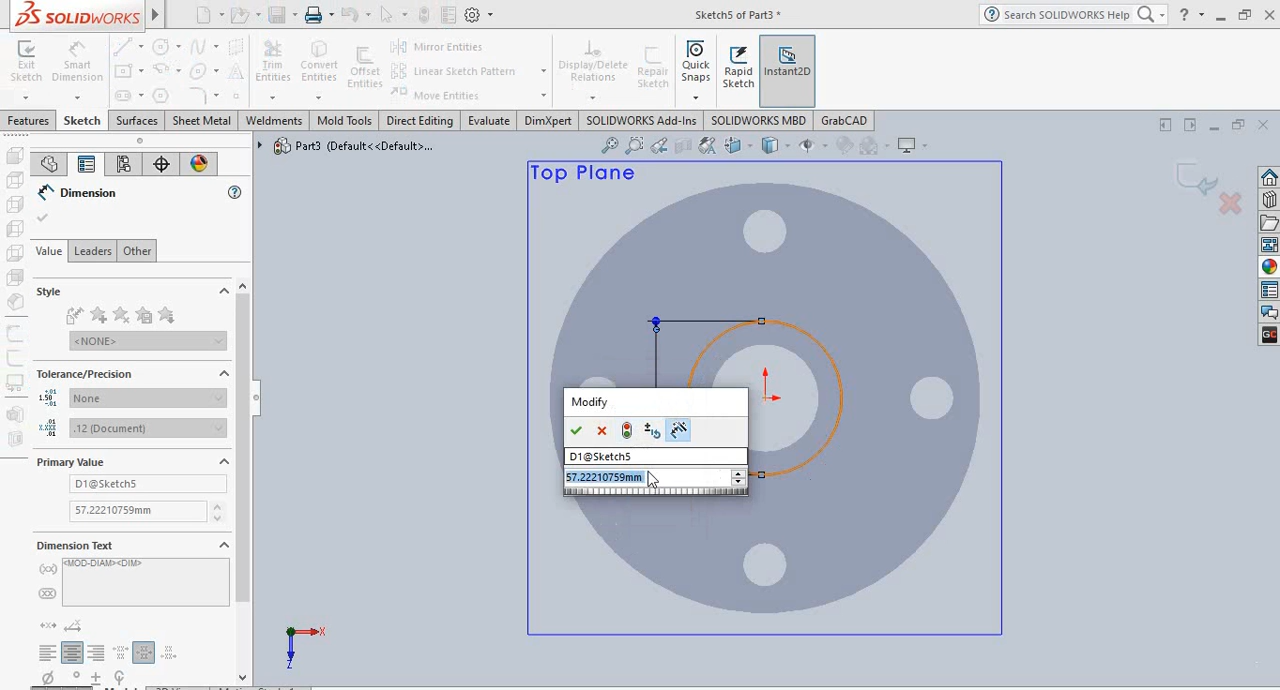 SOLIDWORKS
Sketch5 of Part3 *
Search SOLIDWORKS Help
?
Exit Sketch
Smart Dimension
Trim Entities
Convert Entities
Offset Entities
Mirror Entities
Linear Sketch Pattern
Move Entities
Display/Delete Relations
Repair Sketch
Quick Snaps
Rapid Sketch
Instant2D
Features
Sketch
Surfaces
Sheet Metal
Weldments
Mold Tools
Direct Editing
Evaluate
DimXpert
SOLIDWORKS Add-Ins
SOLIDWORKS MBD
GrabCAD
Part3 (Default<<Default>...
Dimension
Top Plane
Value
Leaders
Other
Style
<NONE>
Tolerance/Precision
None
.12 (Document)
Primary Value
D1@Sketch5
57.22210759mm
Dimension Text
<MOD-DIAM><DIM>
Modify
D1@Sketch5
57.22210759mm
X
Z